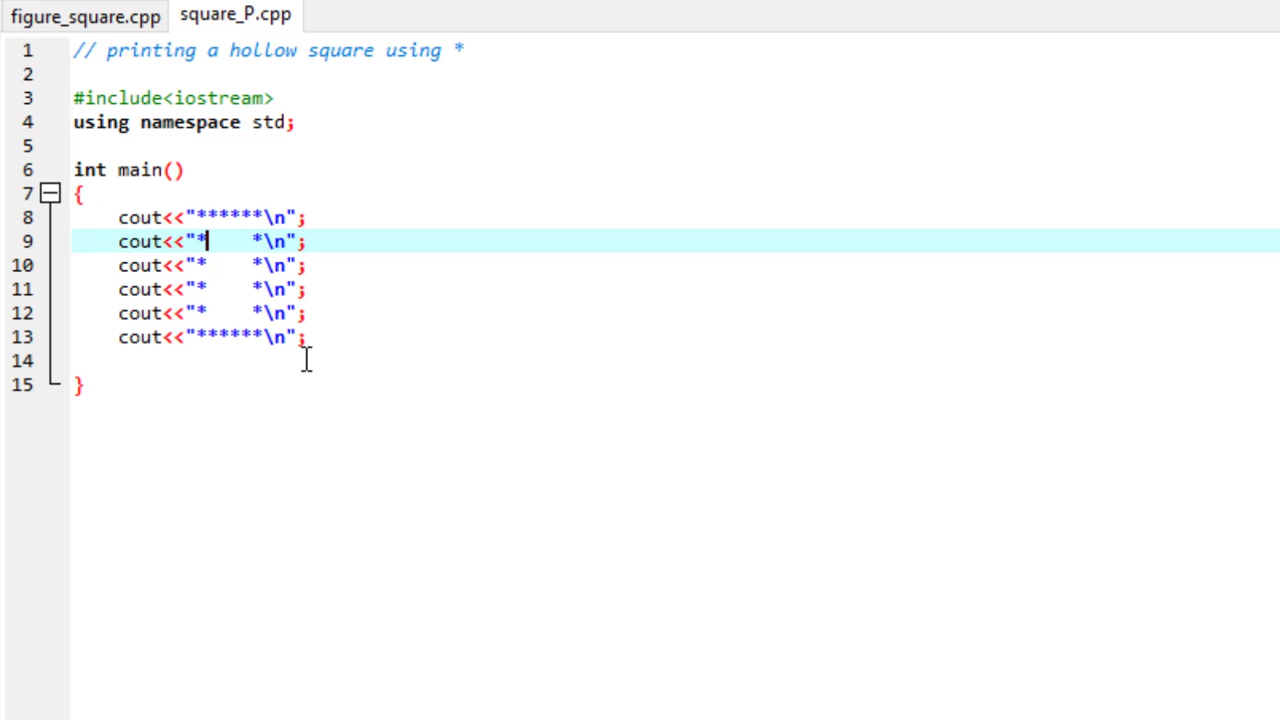 figure_square.cpp square_P.cpp
1 // printing a hollow square using *
2
3 #include<iostream>
4 using namespace std;
5
6 int main()
7 {
8     cout<<"******\n";
9     cout<<"*    *\n";
10     cout<<"*    *\n";
11     cout<<"*    *\n";
12     cout<<"*    *\n";
13     cout<<"******\n";
14
15 }